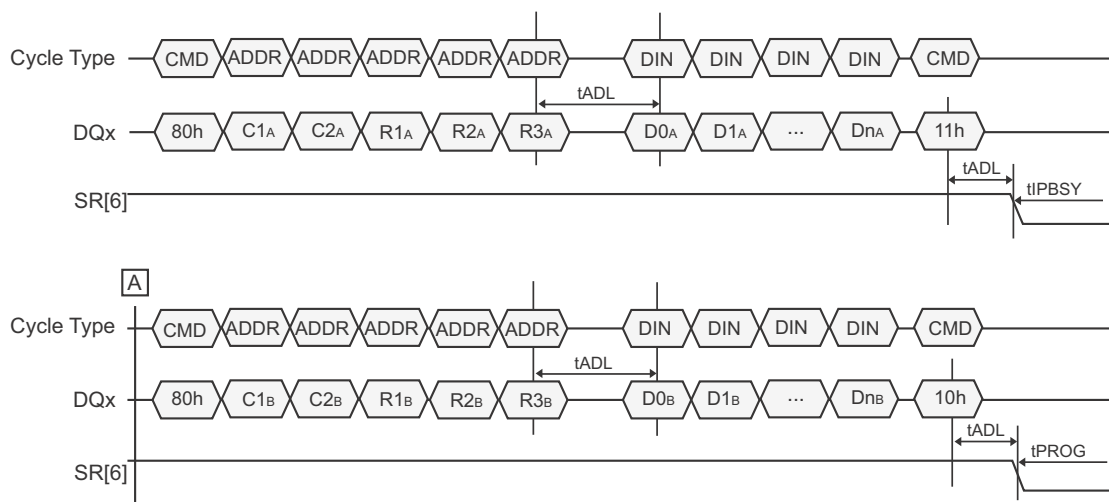 Cycle Type CMD ADDR ADDR ADDR ADDR ADDR DIN DIN DIN DIN CMD
tADL
DQx 80h C1A C2A R1A R2A R3A D0A D1A ... DnA 11h
tADL
SR[6] tIPBSY
A
Cycle Type CMD ADDR ADDR ADDR ADDR ADDR DIN DIN DIN DIN CMD
tADL
DQx 80h C1B C2B R1B R2B R3B D0B D1B ... DnB 10h
tADL
SR[6] tPROG